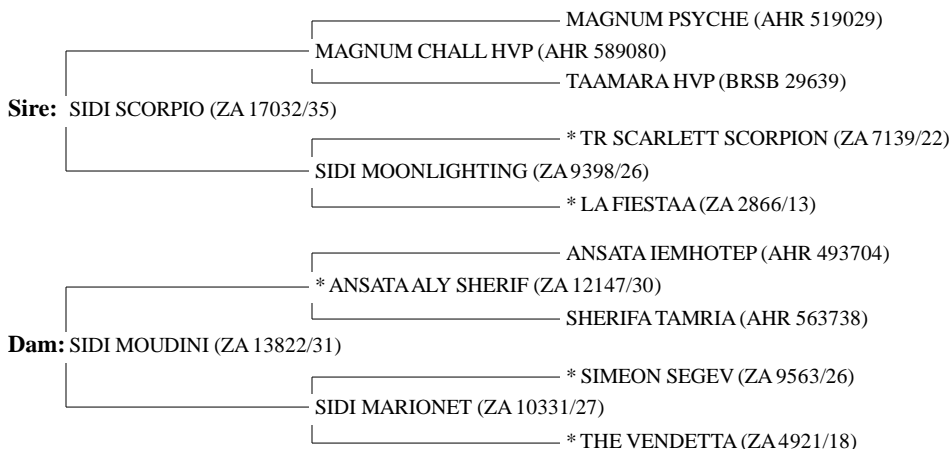 MAGNUM PSYCHE (AHR 519029)
MAGNUM CHALL HVP (AHR 589080)
TAAMARA HVP (BRSB 29639)
Sire: SIDI SCORPIO (ZA 17032/35)
* TR SCARLETT SCORPION (ZA 7139/22)
SIDI MOONLIGHTING (ZA 9398/26)
* LA FIESTAA (ZA 2866/13)
ANSATA IEMHOTEP (AHR 493704)
* ANSATA ALY SHERIF (ZA 12147/30)
SHERIFA TAMRIA (AHR 563738)
Dam: SIDI MOUDINI (ZA 13822/31)
* SIMEON SEGEV (ZA 9563/26)
SIDI MARIONET (ZA 10331/27)
* THE VENDETTA (ZA 4921/18)